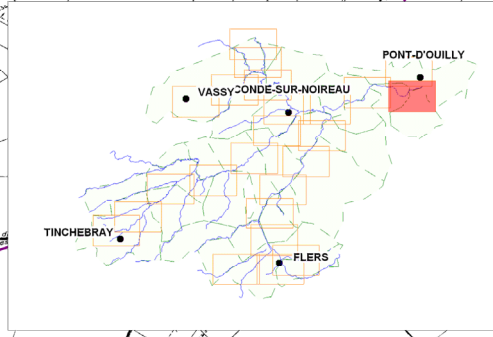 PONT-D'OUILLY
VASSY
CONDE-SUR-NOIREAU
TINCHEBRAY
FLERS